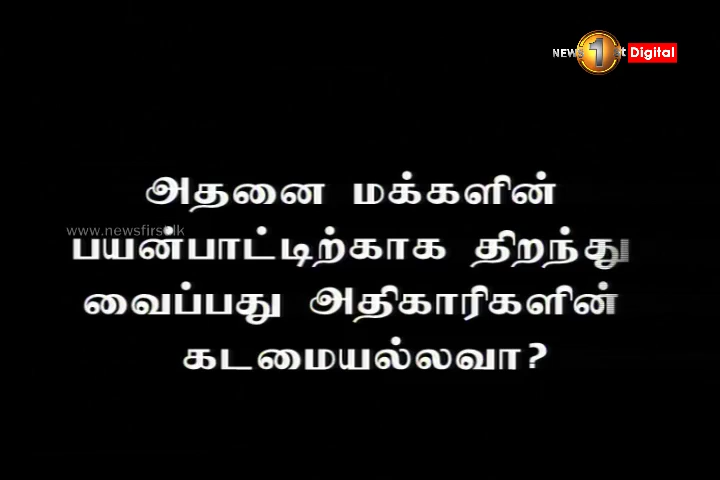 NEWS 1st Digital
அதனை மக்களின்
www.newsfirst.lk
பயன்பாட்டிற்காக திறந்து
வைப்பது அதிகாரிகளின்
கடமையல்லவா?